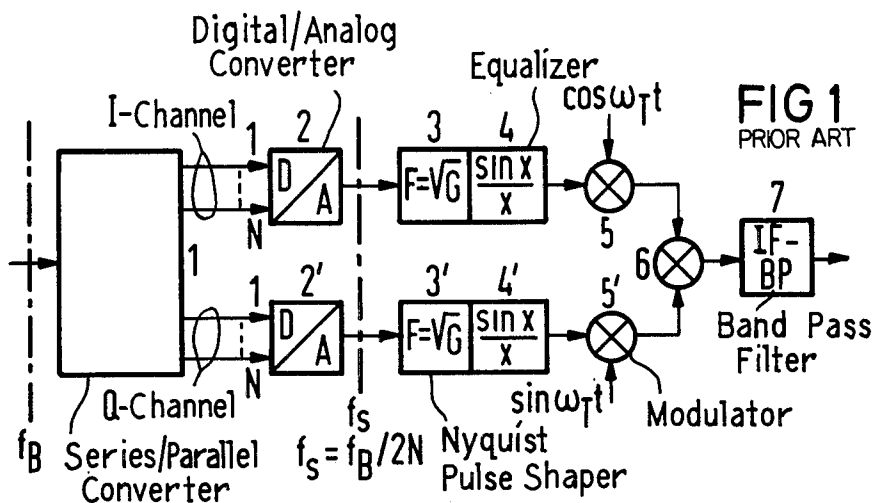 Digital/Analog
Converter
Equalizer
I-Channel
cosω_T t
FIG 1
PRIOR ART
1
2
3
4
D
A
F=√G
sin x
x
N
5
7
1
6
IF-
BP
1
2'
3'
4'
5'
D
A
F=√G
sin x
x
N
Band Pass
Filter
Q-Channel
sinω_T t
Modulator
f_B
f_S
Series/Parallel
Converter
f_S = f_B/2N
Nyquist
Pulse Shaper